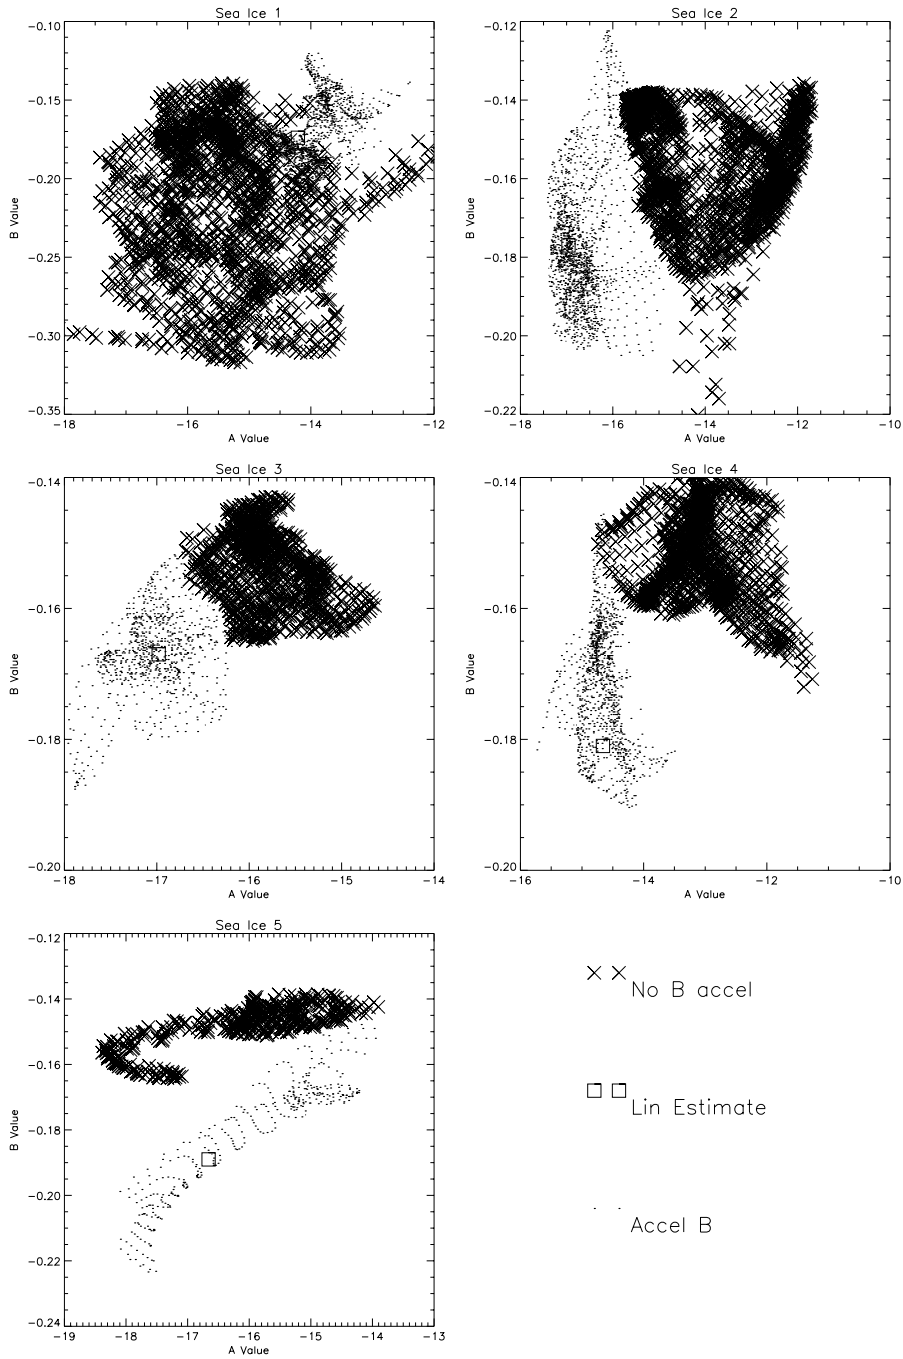 Sea Ice 1
−0.10
−0.15
−0.20
−0.25
−0.30
−0.35
B Value
−18 −16 −14 −12
A Value
Sea Ice 2
−0.12
−0.14
−0.16
−0.18
−0.20
−0.22
B Value
−18 −16 −14 −12 −10
A Value
Sea Ice 3
−0.14
−0.16
−0.18
−0.20
B Value
−18 −17 −16 −15 −14
A Value
Sea Ice 4
−0.14
−0.16
−0.18
−0.20
B Value
−16 −14 −12 −10
A Value
Sea Ice 5
−0.12
−0.14
−0.16
−0.18
−0.20
−0.22
−0.24
B Value
−19 −18 −17 −16 −15 −14 −13
A Value
No B accel
Lin Estimate
Accel B